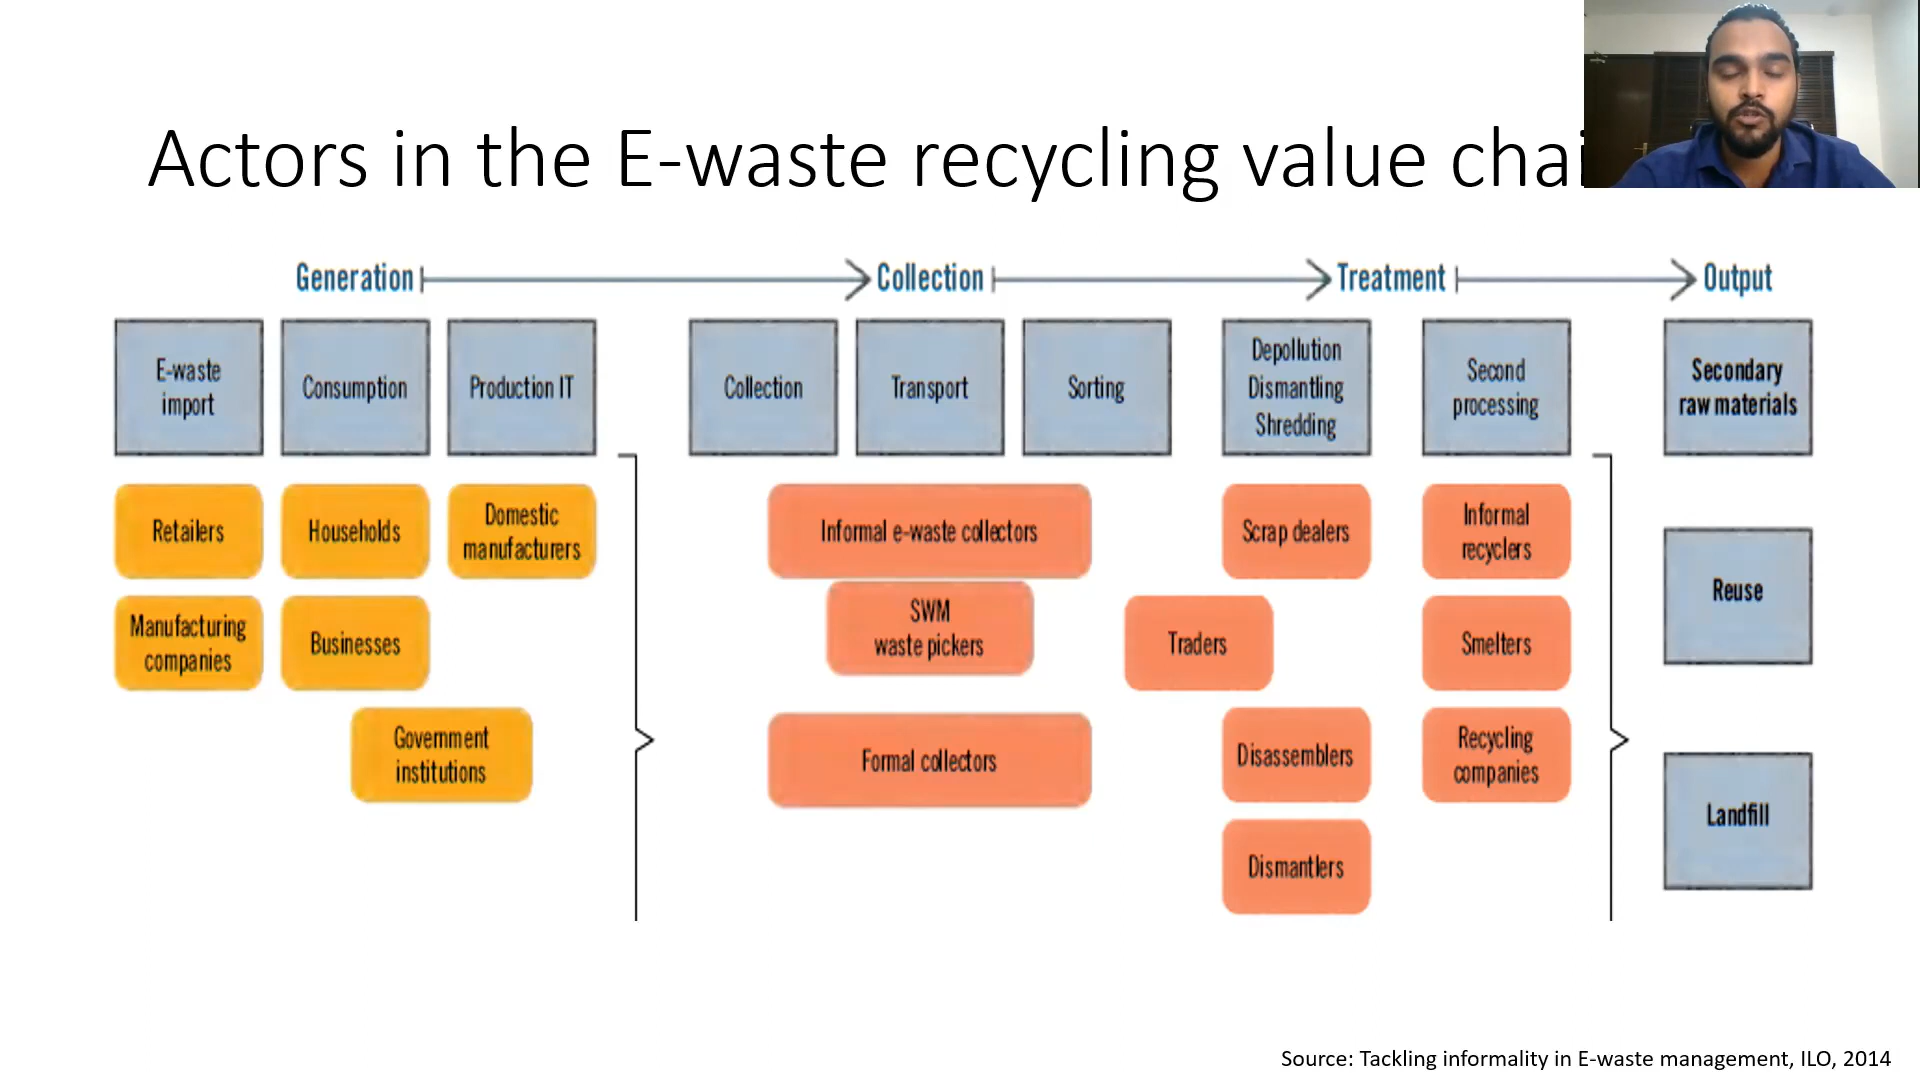 Actors in the E-waste recycling value chai
Generation
Collection
Treatment
Output
E-waste
import
Consumption
Production IT
Collection
Transport
Sorting
Depollution
Dismantling
Shredding
Second
processing
Secondary
raw materials
Retailers
Households
Domestic
manufacturers
Informal e-waste collectors
Scrap dealers
Informal
recyclers
Manufacturing
companies
Businesses
SWM
waste pickers
Traders
Smelters
Reuse
Government
institutions
Formal collectors
Disassemblers
Recycling
companies
Dismantlers
Landfill
Source: Tackling informality in E-waste management, ILO, 2014